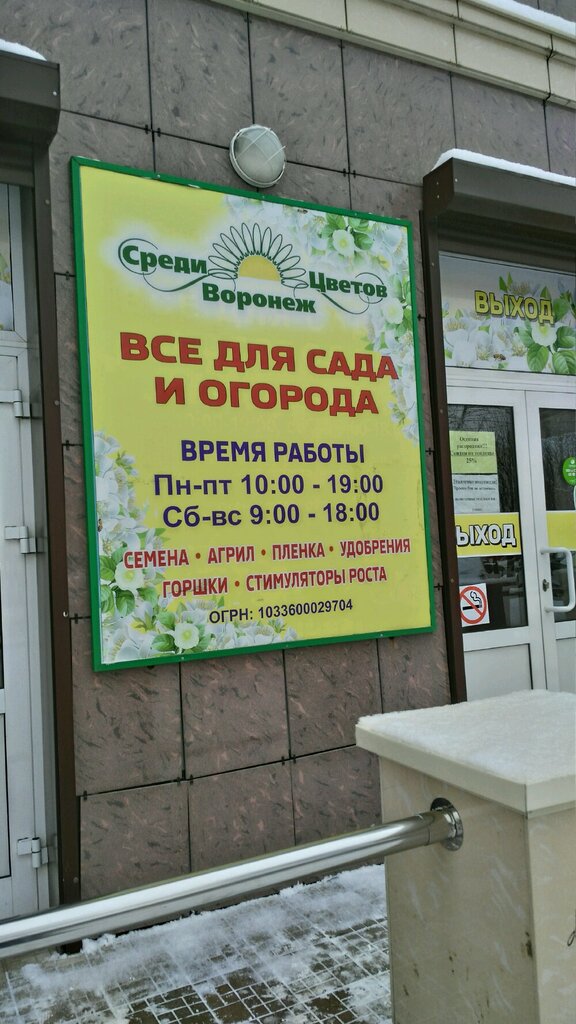 Среди Цветов
Воронеж
ВСЕ ДЛЯ САДА
И ОГОРОДА
ВРЕМЯ РАБОТЫ
Пн-пт 10:00 - 19:00
Сб-вс 9:00 - 18:00
СЕМЕНА • АГРИЛ • ПЛЕНКА • УДОБРЕНИЯ
ГОРШКИ • СТИМУЛЯТОРЫ РОСТА
ОГРН: 1033600029704
ВЫХОД
25%
ВЫХОД